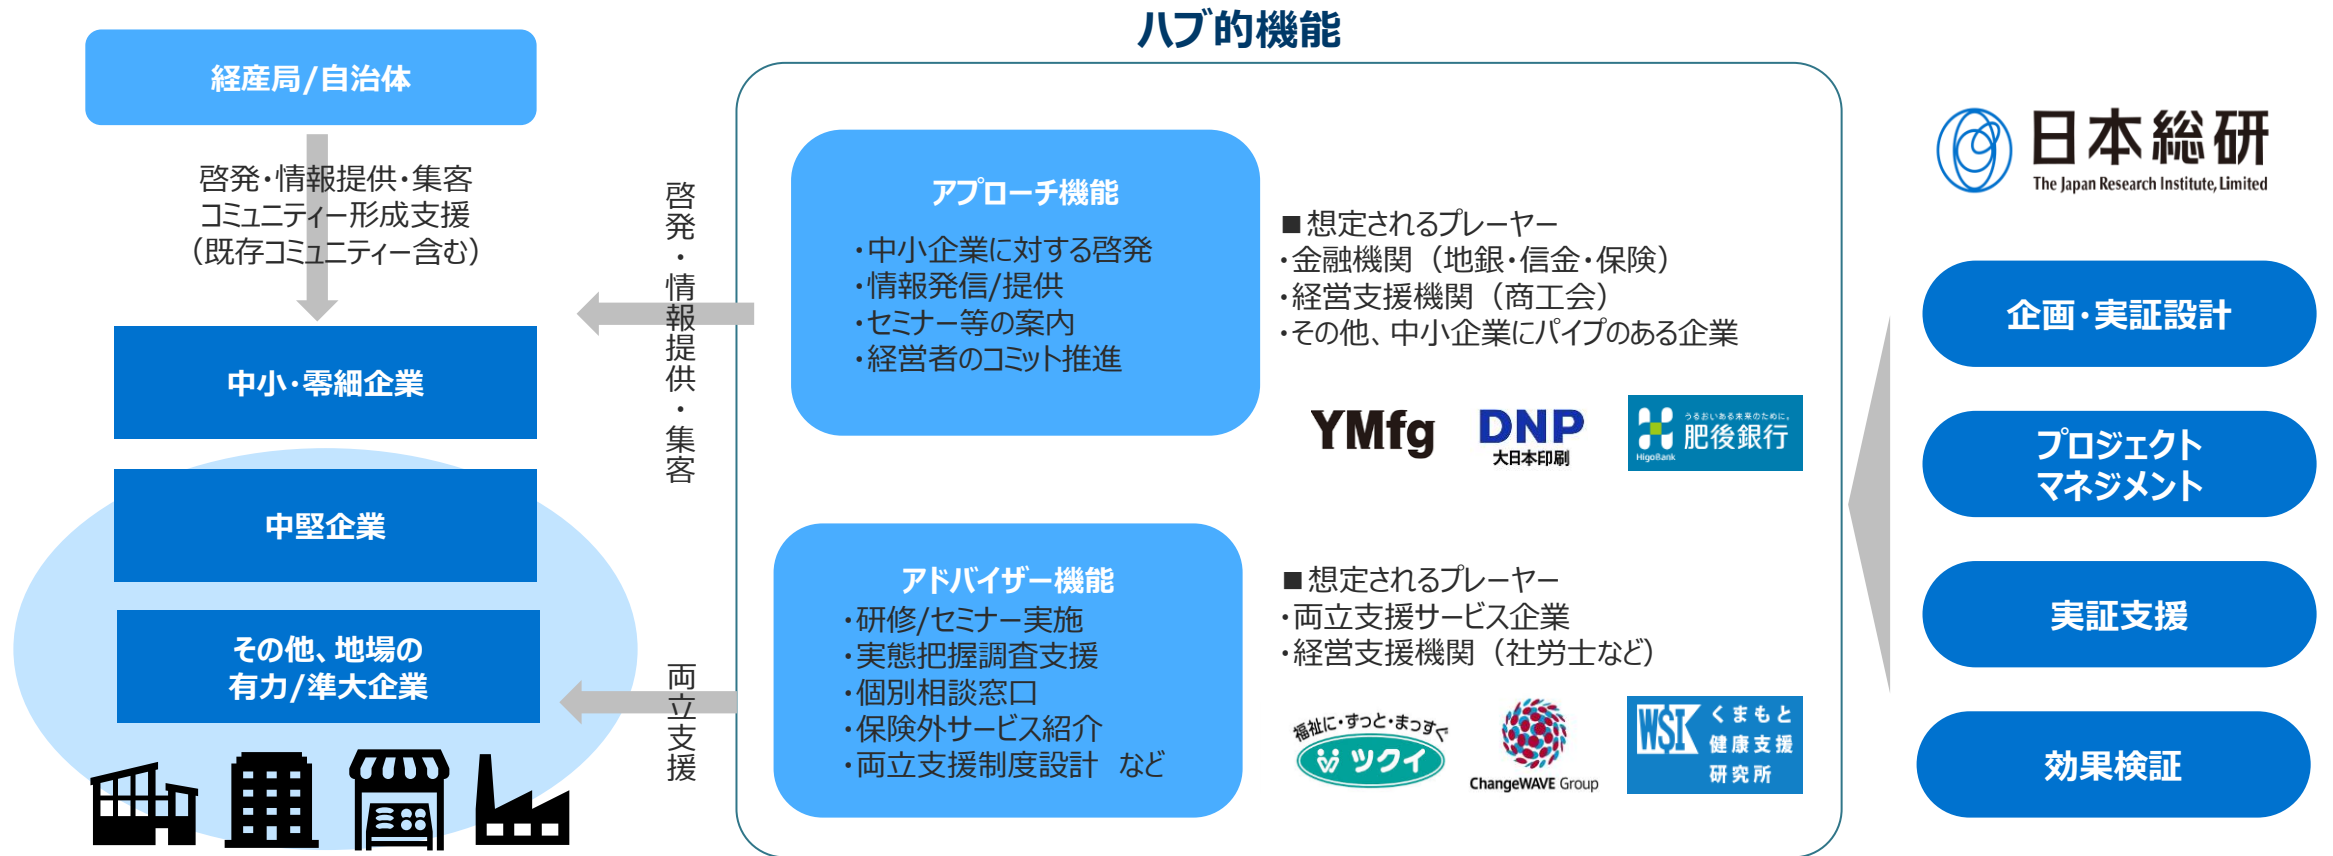 ハブ的機能
経産局/自治体
啓発・情報提供・集客
コミュニティー形成支援
（既存コミュニティー含む）
中小・零細企業
中堅企業
その他、地場の
有力/準大企業
啓発・情報提供・集客
両立支援
アプローチ機能
・中小企業に対する啓発
・情報発信/提供
・セミナー等の案内
・経営者のコミット推進
■想定されるプレーヤー
・金融機関（地銀・信金・保険）
・経営支援機関（商工会）
・その他、中小企業にパイプのある企業
YMfg
DNP
大日本印刷
うるおいある未来のために。
肥後銀行
HigoBank
アドバイザー機能
・研修/セミナー実施
・実態把握調査支援
・個別相談窓口
・保険外サービス紹介
・両立支援制度設計　など
■想定されるプレーヤー
・両立支援サービス企業
・経営支援機関（社労士など）
福祉に・ずっと・まっすぐ
ツクイ
ChangeWAVE Group
WSI
くまもと
健康支援
研究所
日本総研
The Japan Research Institute, Limited
企画・実証設計
プロジェクト
マネジメント
実証支援
効果検証